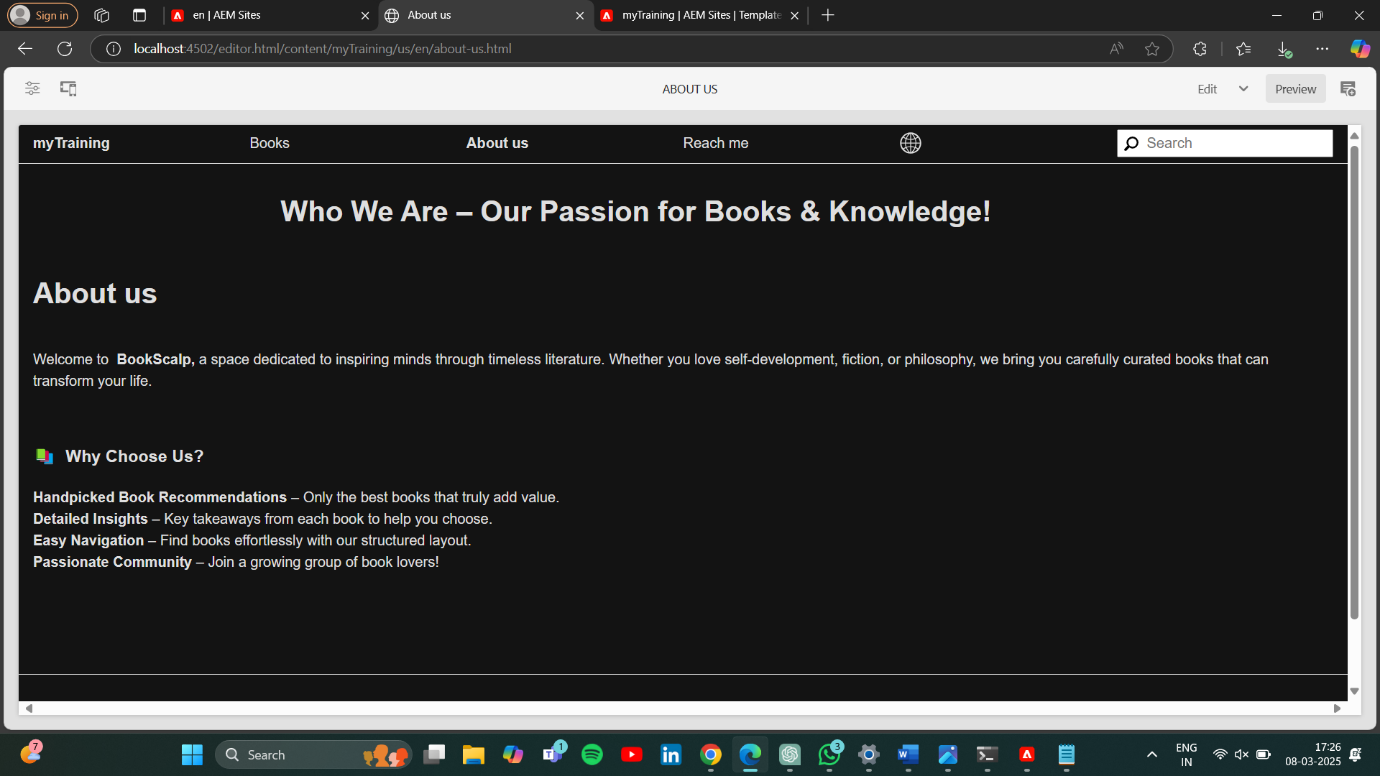 Sign in
en | AEM Sites
About us
myTraining | AEM Sites | Template
localhost:4502/editor.html/content/myTraining/us/en/about-us.html
ABOUT US
Edit
Preview
myTraining
Books
About us
Reach me
Search
Who We Are – Our Passion for Books & Knowledge!
About us
Welcome to BookScalp, a space dedicated to inspiring minds through timeless literature. Whether you love self-development, fiction, or philosophy, we bring you carefully curated books that can
transform your life.
Why Choose Us?
Handpicked Book Recommendations – Only the best books that truly add value.
Detailed Insights – Key takeaways from each book to help you choose.
Easy Navigation – Find books effortlessly with our structured layout.
Passionate Community – Join a growing group of book lovers!
7
Search
1
3
ENG
IN
17:26
08-03-2025